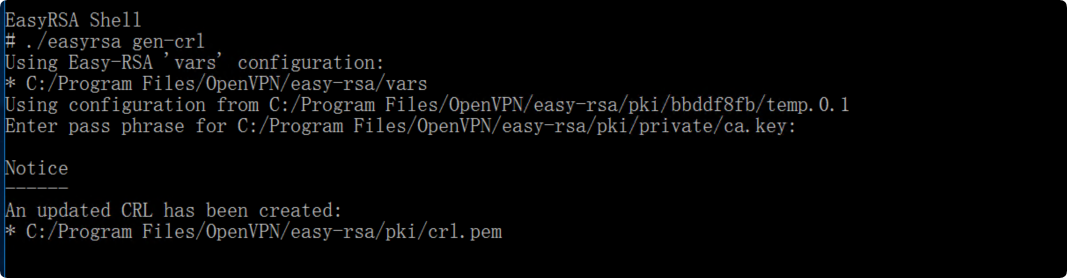 EasyRSA Shell
# ./easyrsa gen-crl
Using Easy-RSA 'vars' configuration:
* C:/Program Files/OpenVPN/easy-rsa/vars
Using configuration from C:/Program Files/OpenVPN/easy-rsa/pki/bbddf8fb/temp.0.1
Enter pass phrase for C:/Program Files/OpenVPN/easy-rsa/pki/private/ca.key:
Notice
------
An updated CRL has been created:
* C:/Program Files/OpenVPN/easy-rsa/pki/crl.pem